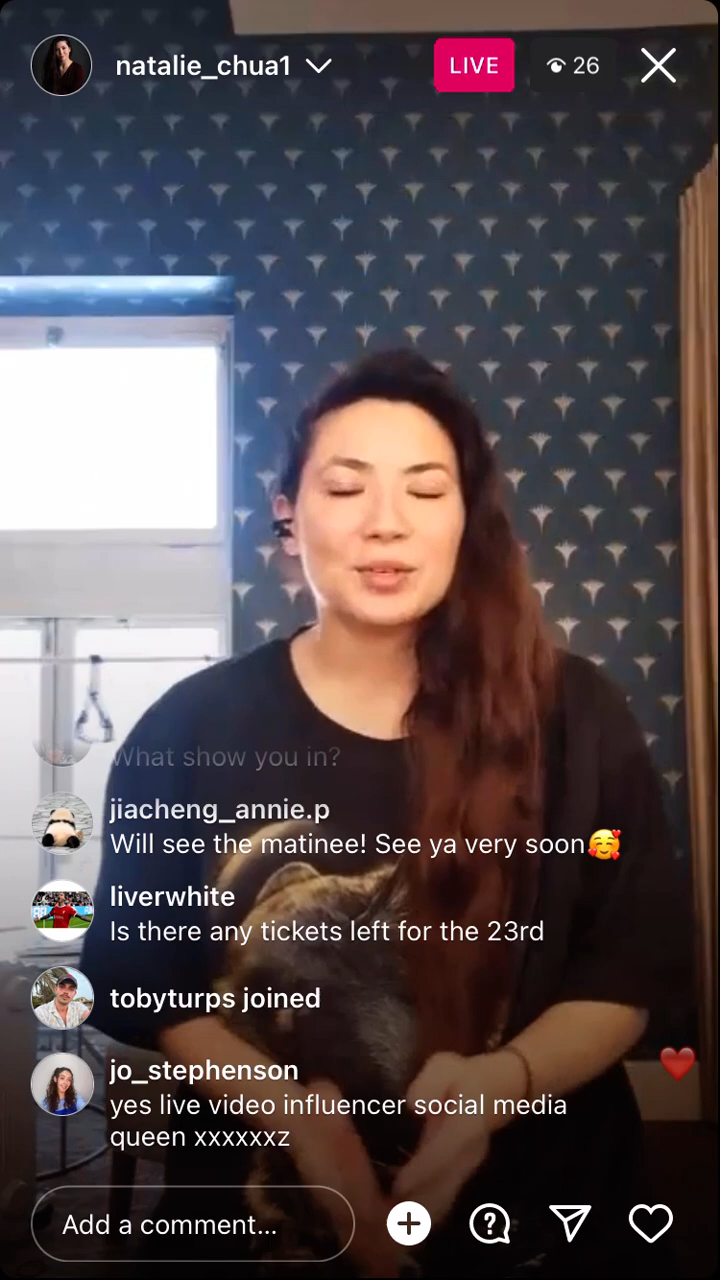 natalie_chua1
LIVE
26
What show you in?
jiacheng_annie.p
Will see the matinee! See ya very soon🥰
liverwhite
Is there any tickets left for the 23rd
tobyturps joined
jo_stephenson
yes live video influencer social media
queen xxxxxxz
Add a comment...